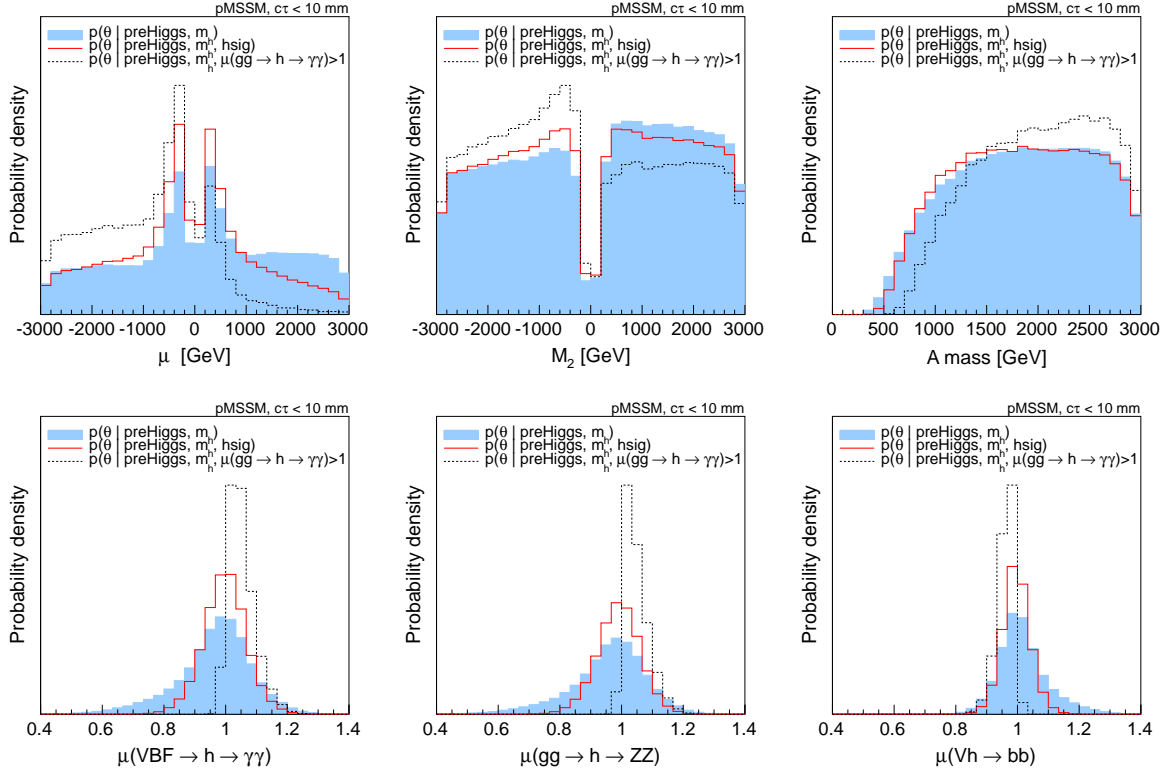 pMSSM, cτ < 10 mm
p(θ | preHiggs, m_h)
p(θ | preHiggs, m_h, hsig)
p(θ | preHiggs, m_h, μ(gg → h → γγ)>1
Probability density
-3000 -2000 -1000 0 1000 2000 3000
μ [GeV]
pMSSM, cτ < 10 mm
p(θ | preHiggs, m_h)
p(θ | preHiggs, m_h, hsig)
p(θ | preHiggs, m_h, μ(gg → h → γγ)>1
Probability density
-3000 -2000 -1000 0 1000 2000 3000
M_2 [GeV]
pMSSM, cτ < 10 mm
p(θ | preHiggs, m_h)
p(θ | preHiggs, m_h, hsig)
p(θ | preHiggs, m_h, μ(gg → h → γγ)>1
Probability density
0 500 1000 1500 2000 2500 3000
A mass [GeV]
pMSSM, cτ < 10 mm
p(θ | preHiggs, m_h)
p(θ | preHiggs, m_h, hsig)
p(θ | preHiggs, m_h, μ(gg → h → γγ)>1
Probability density
0.4 0.6 0.8 1 1.2 1.4
μ(VBF → h → γγ)
pMSSM, cτ < 10 mm
p(θ | preHiggs, m_h)
p(θ | preHiggs, m_h, hsig)
p(θ | preHiggs, m_h, μ(gg → h → γγ)>1
Probability density
0.4 0.6 0.8 1 1.2 1.4
μ(gg → h → ZZ)
pMSSM, cτ < 10 mm
p(θ | preHiggs, m_h)
p(θ | preHiggs, m_h, hsig)
p(θ | preHiggs, m_h, μ(gg → h → γγ)>1
Probability density
0.4 0.6 0.8 1 1.2 1.4
μ(Vh → bb)